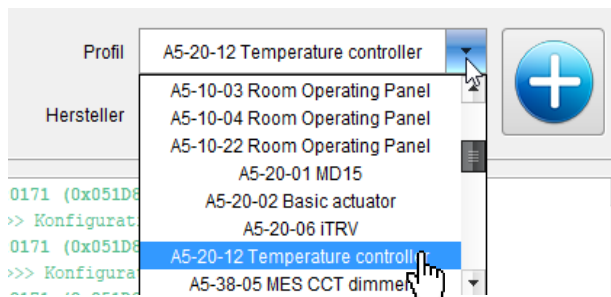 Profil
A5-20-12 Temperature controller
Hersteller
A5-10-03 Room Operating Panel
A5-10-04 Room Operating Panel
A5-10-22 Room Operating Panel
A5-20-01 MD15
A5-20-02 Basic actuator
A5-20-06 iTRV
A5-20-12 Temperature controller
A5-38-05 MES CCT dimmer
0171 (0x051D8
>> Konfigurat
0171 (0x051D8
>>> Konfigura
0171 (0x051D8